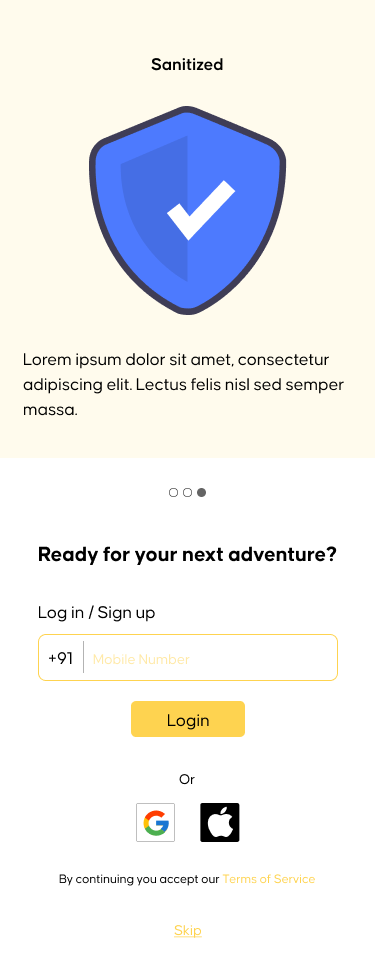 Sanitized
Lorem ipsum dolor sit amet, consectetur
adipiscing elit. Lectus felis nisl sed semper
massa.
Ready for your next adventure?
Log in / Sign up
+91 Mobile Number
Login
Or
By continuing you accept our Terms of Service
Skip